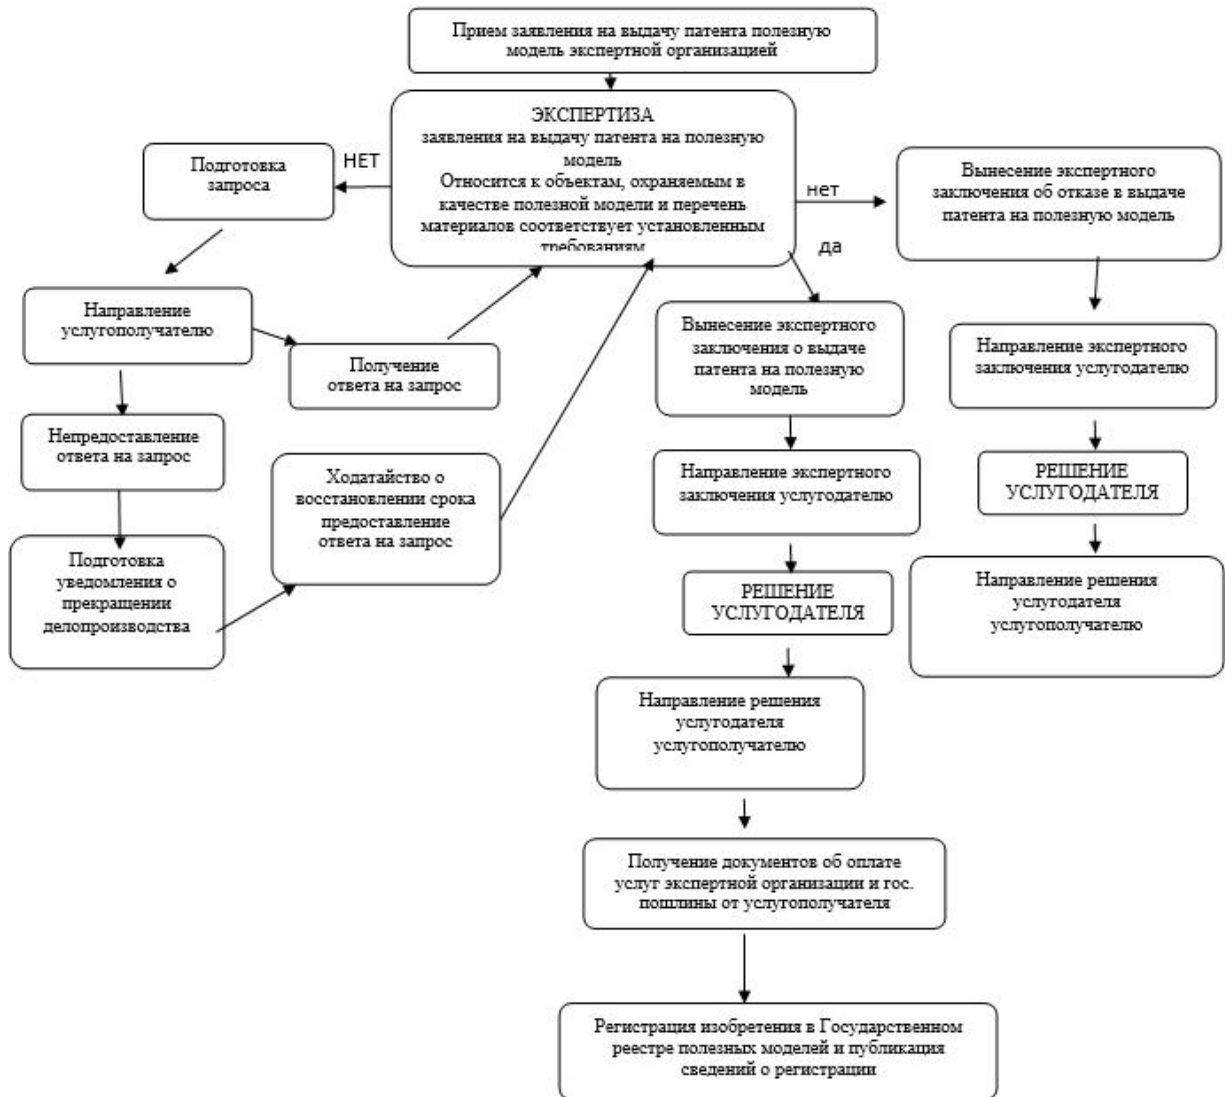 Прием заявления на выдачу патента полезную
модель экспертной организацией
ЭКСПЕРТИЗА
заявления на выдачу патента на полезную
модель
Относится к объектам, охраняемым в
качестве полезной модели и перечень
материалов соответствует установленным
требованиям
НЕТ
нет
да
Подготовка
запроса
Направление
услугополучателю
Получение
ответа на запрос
Непредоставление
ответа на запрос
Подготовка
уведомления о
прекращении
делопроизводства
Ходатайство о
восстановлении срока
предоставление
ответа на запрос
Вынесение экспертного
заключения о выдаче
патента на полезную
модель
Направление экспертного
заключения услугодателю
РЕШЕНИЕ
УСЛУГОДАТЕЛЯ
Направление решения
услугодателя
услугополучателю
Получение документов об оплате
услуг экспертной организации и гос.
пошлины от услугополучателя
Регистрация изобретения в Государственном
реестре полезных моделей и публикация
сведений о регистрации
Вынесение экспертного
заключения об отказе в выдаче
патента на полезную модель
Направление экспертного
заключения услугодателю
РЕШЕНИЕ
УСЛУГОДАТЕЛЯ
Направление решения
услугодателя
услугополучателю